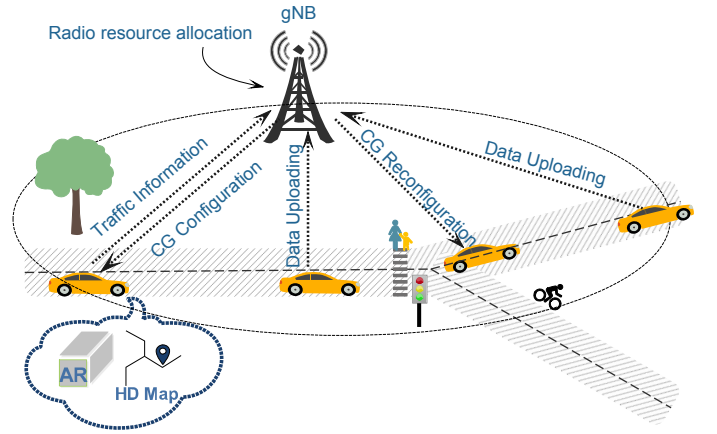 gNB
Radio resource allocation
Traffic Information
CG Configuration
Data Uploading
CG Reconfiguration
Data Uploading
AR
HD Map